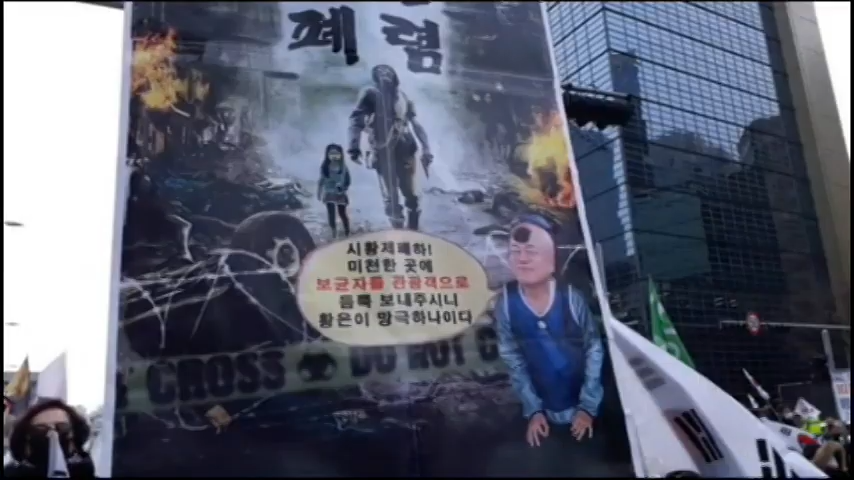 폐렴
시황제폐하!
미천한 곳에
보균자를 관광객으로
듬뿍 보내주시니
황은이 망극하나이다
CROSS DO NOT C